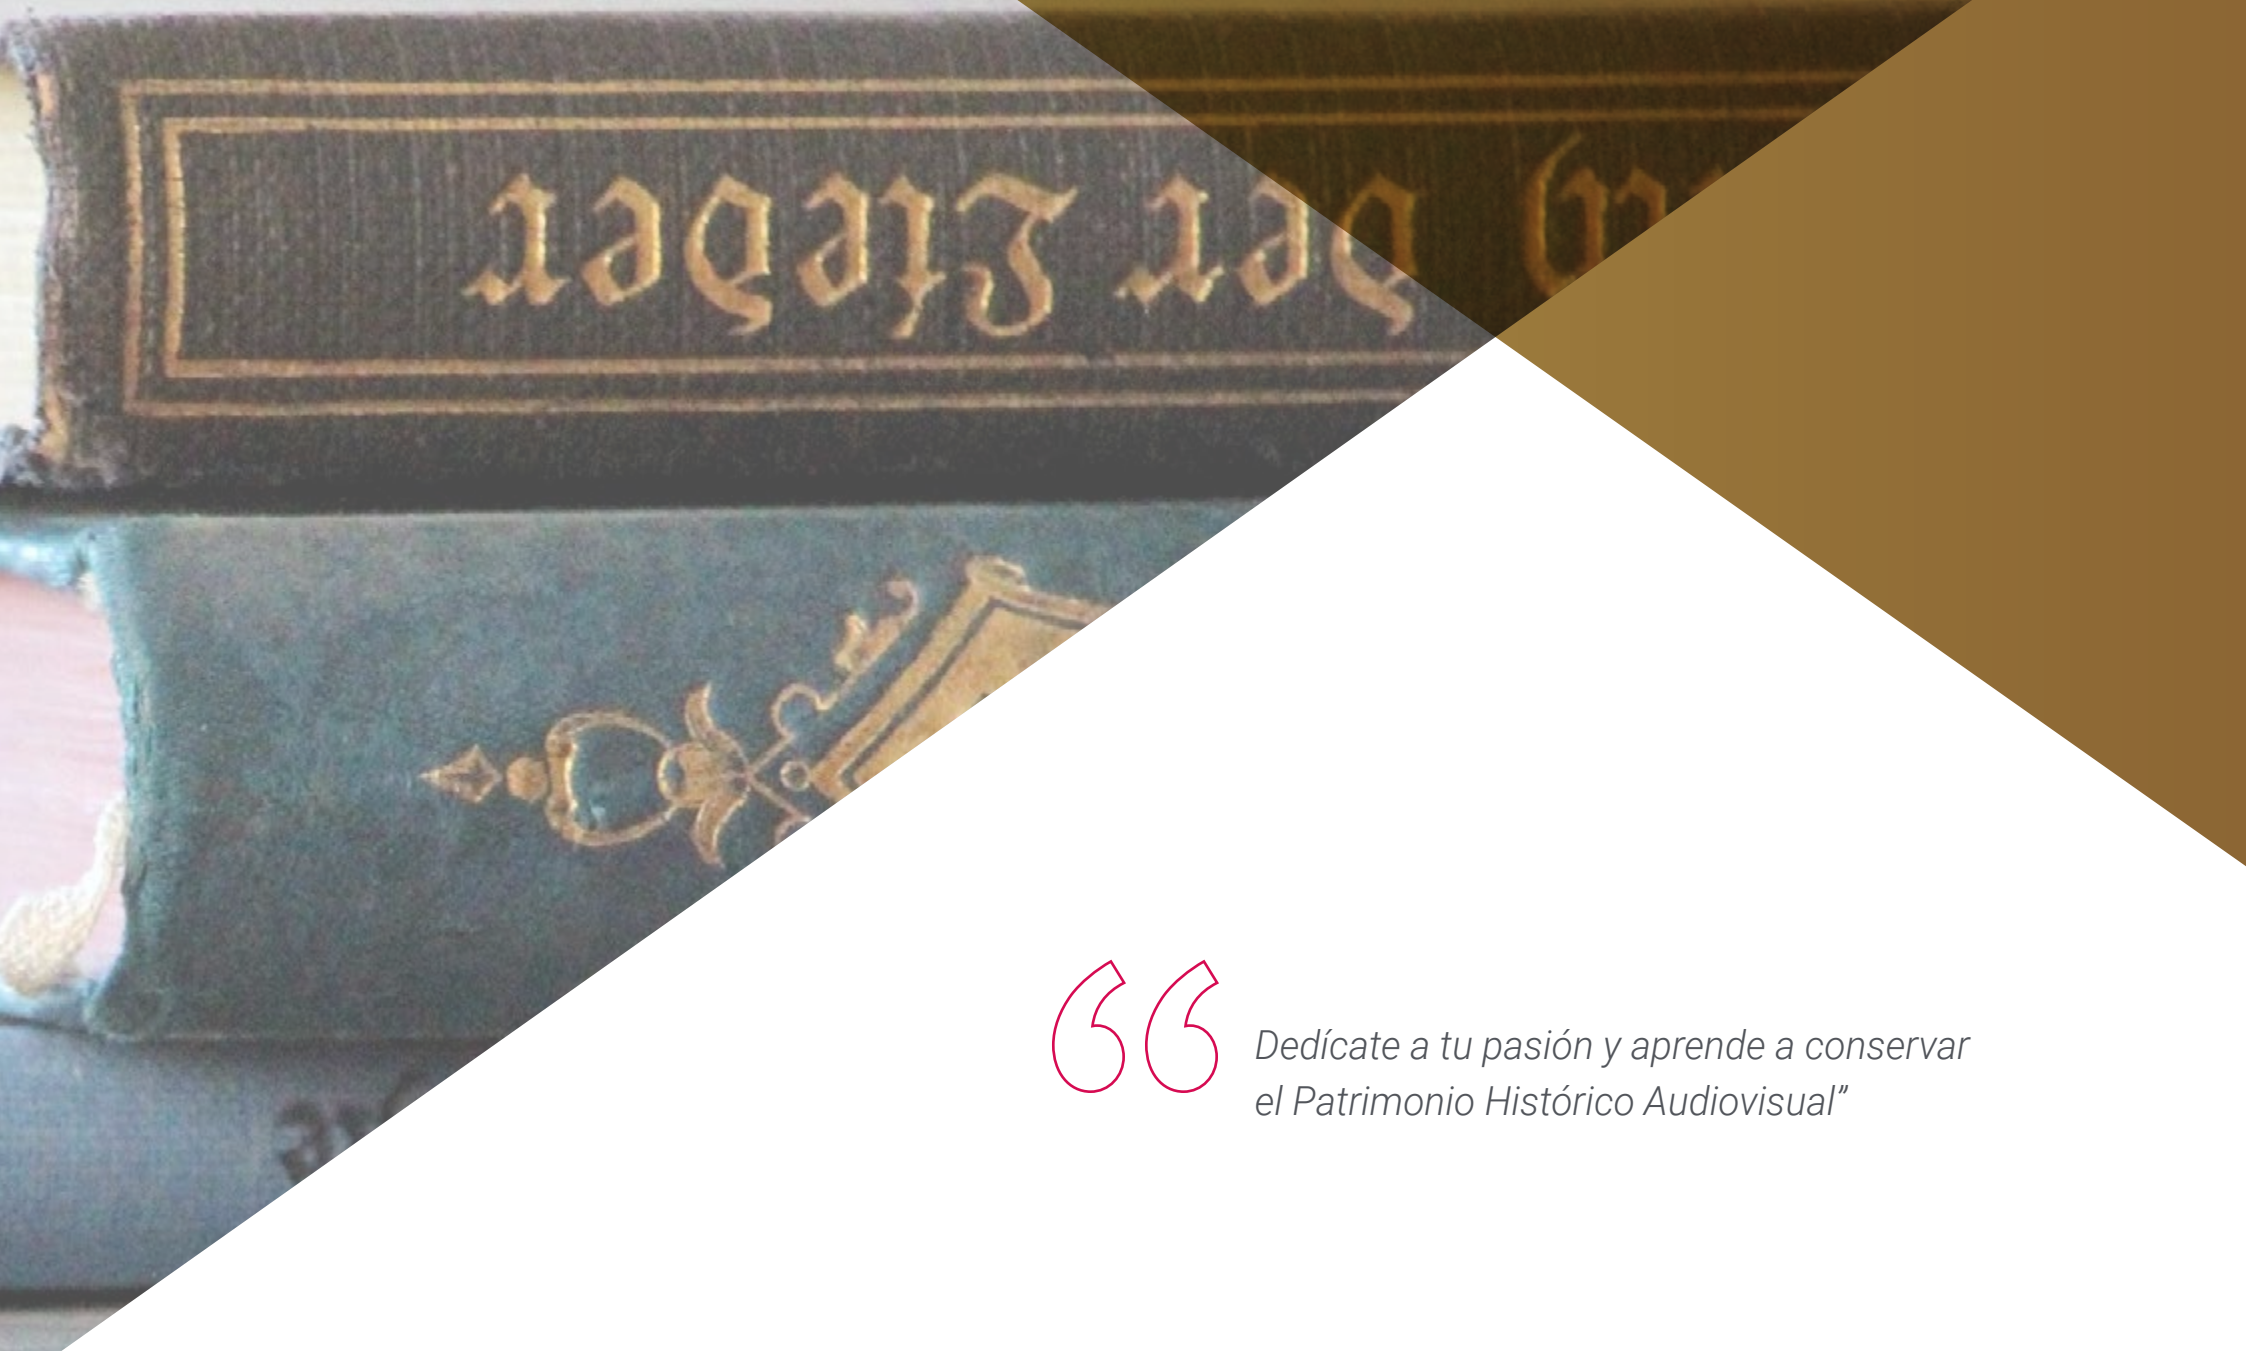 der Lieder
“Dedícate a tu pasión y aprende a conservar
el Patrimonio Histórico Audiovisual”